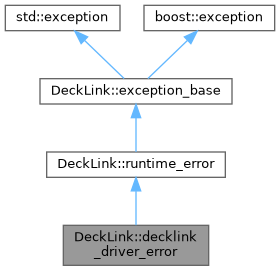 std::exception
boost::exception
DeckLink::exception_base
DeckLink::runtime_error
DeckLink::decklink
_driver_error